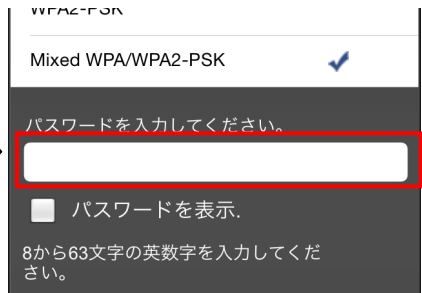 WPA2-PSK
Mixed WPA/WPA2-PSK
パスワードを入力してください。
パスワードを表示.
8から63文字の英数字を入力してくだ
さい。